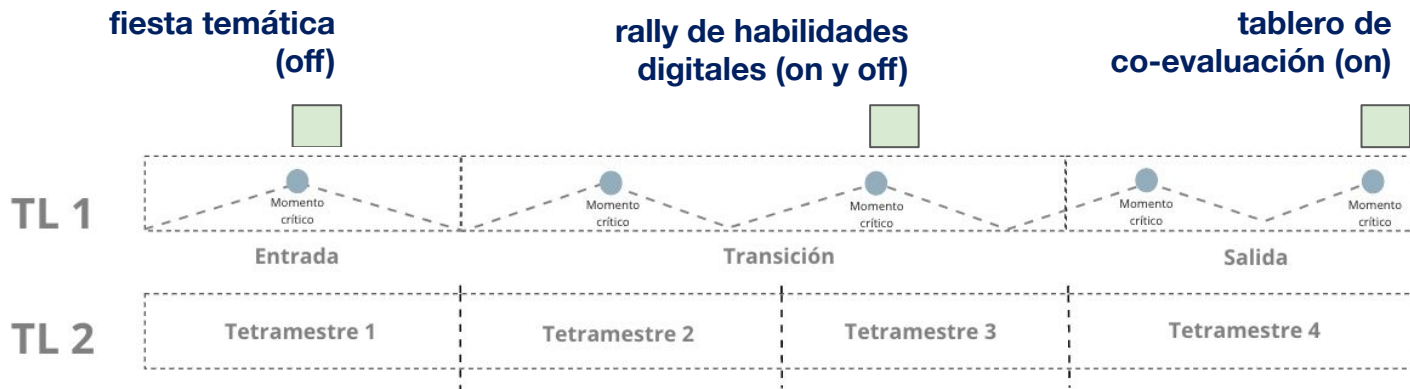 fiesta temática
(off)
rally de habilidades
digitales (on y off)
tablero de
co-evaluación (on)
TL 1
Momento
crítico
Momento
crítico
Momento
crítico
Momento
crítico
Momento
crítico
Entrada
Transición
Salida
TL 2
Tetramestre 1
Tetramestre 2
Tetramestre 3
Tetramestre 4